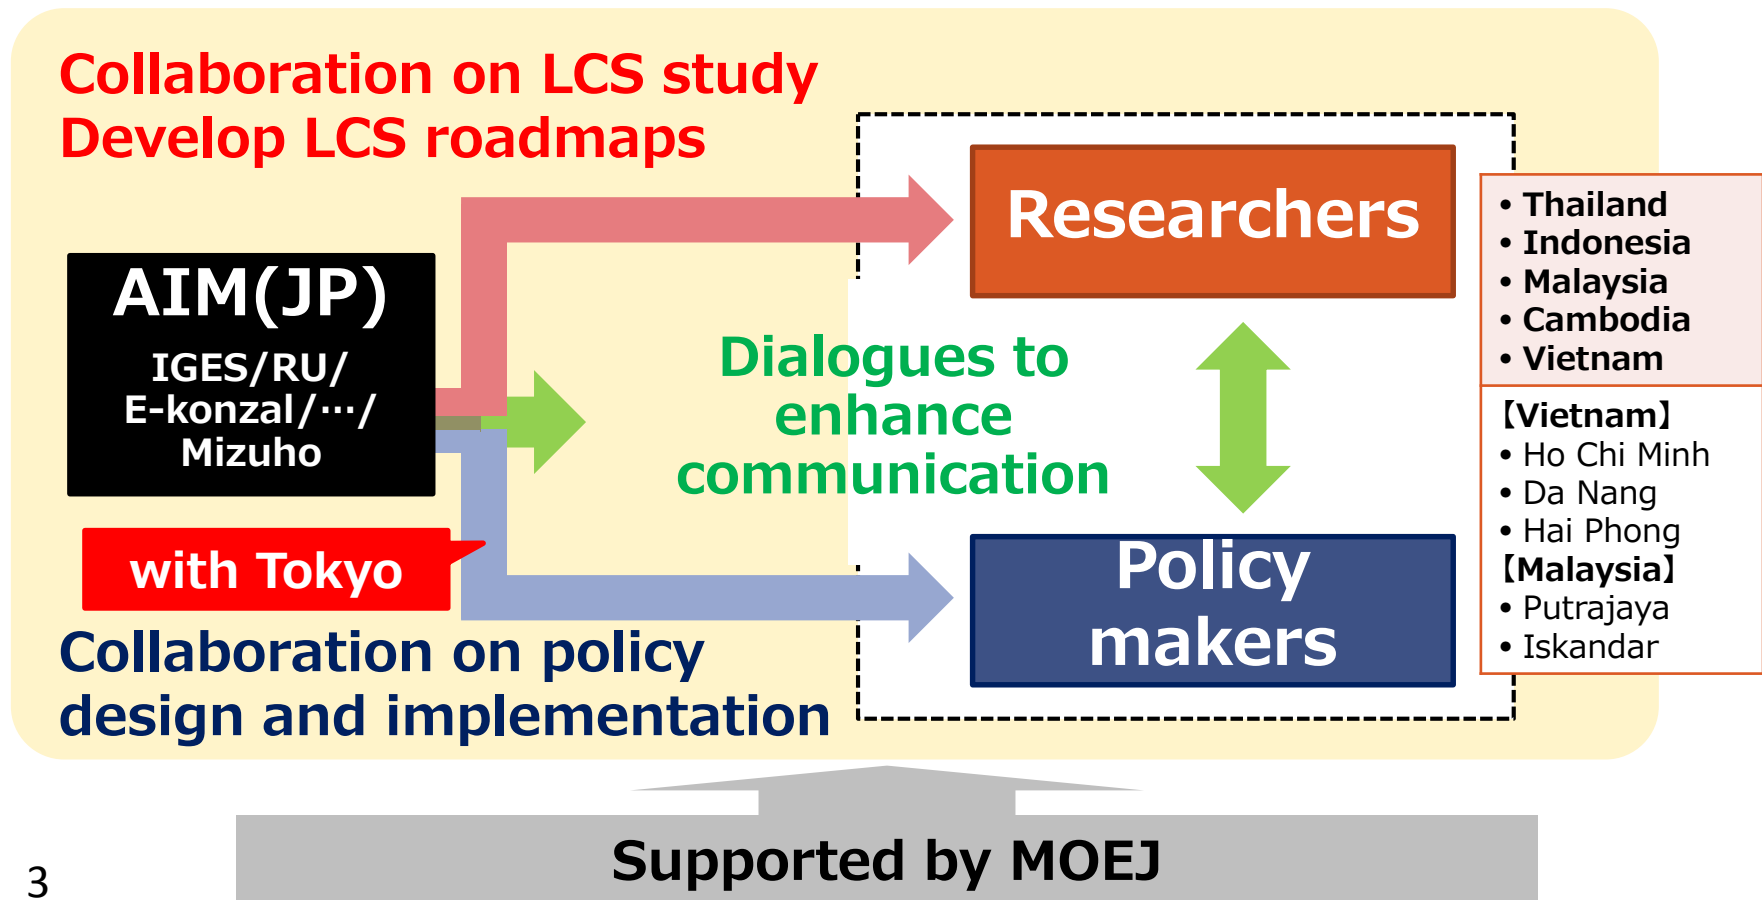 Collaboration on LCS study
Develop LCS roadmaps
AIM(JP)
IGES/RU/
E-konzal/…/
Mizuho
with Tokyo
Collaboration on policy
design and implementation
Dialogues to
enhance
communication
Researchers
Policy
makers
• Thailand
• Indonesia
• Malaysia
• Cambodia
• Vietnam
【Vietnam】
• Ho Chi Minh
• Da Nang
• Hai Phong
【Malaysia】
• Putrajaya
• Iskandar
Supported by MOEJ
3